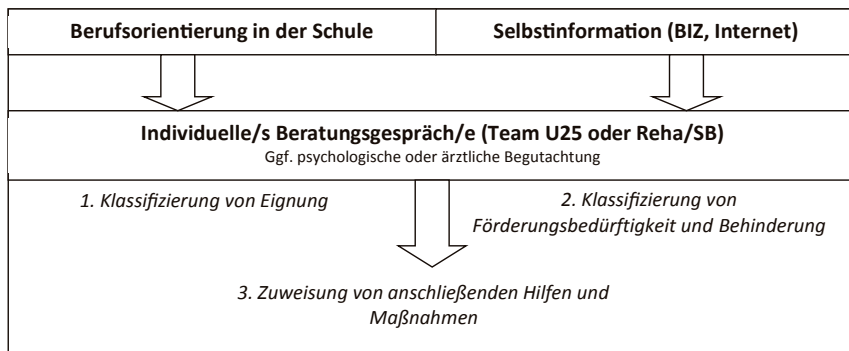 Berufsorientierung in der Schule
Selbstinformation (BIZ, Internet)
Individuelle/s Beratungsgespräch/e (Team U25 oder Reha/SB)
Ggf. psychologische oder ärztliche Begutachtung
1. Klassifizierung von Eignung
2. Klassifizierung von
Förderungsbedürftigkeit und Behinderung
3. Zuweisung von anschließenden Hilfen und
Maßnahmen